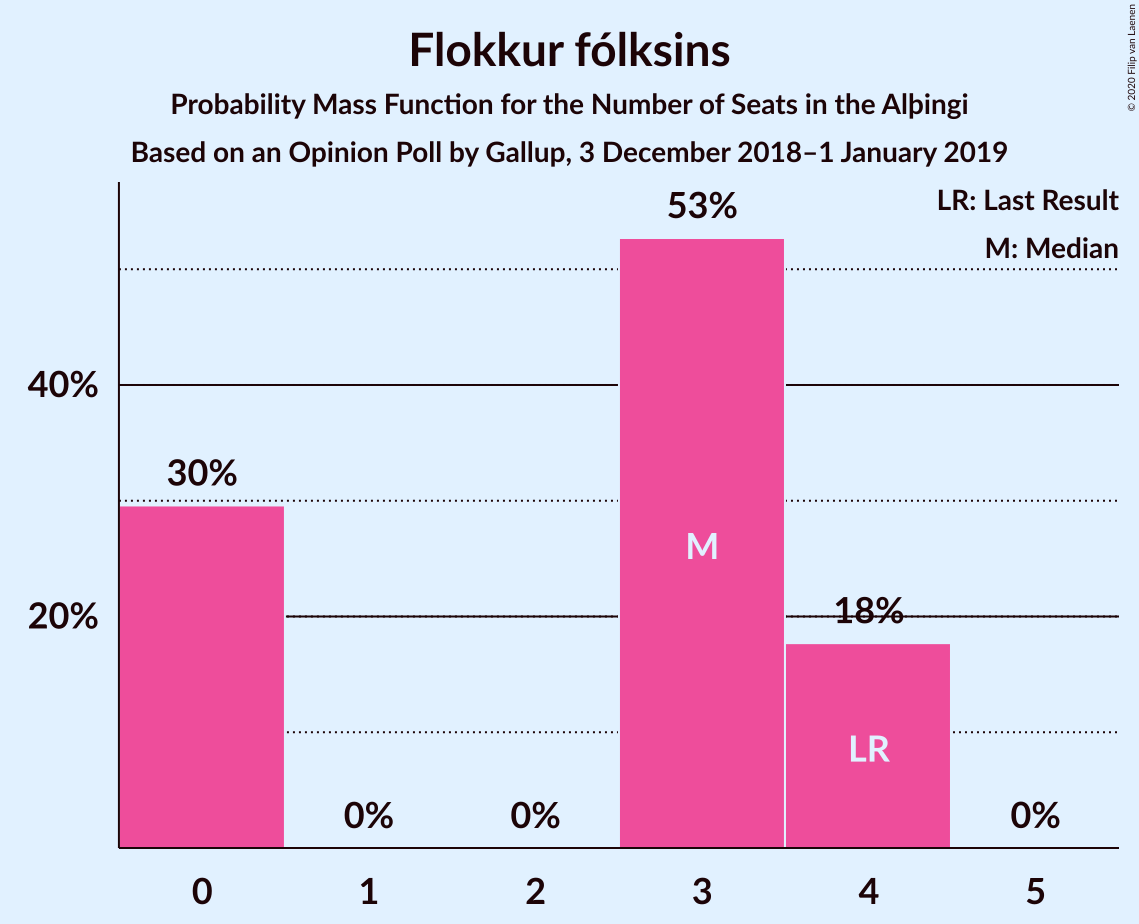 Flokkur fólksins
Probability Mass Function for the Number of Seats in the Alþingi
Based on an Opinion Poll by Gallup, 3 December 2018–1 January 2019
© 2020 Filip van Laenen
LR: Last Result
M: Median
53%
40%
30%
M
20%
18%
LR
0% 0% 0%
0 1 2 3 4 5